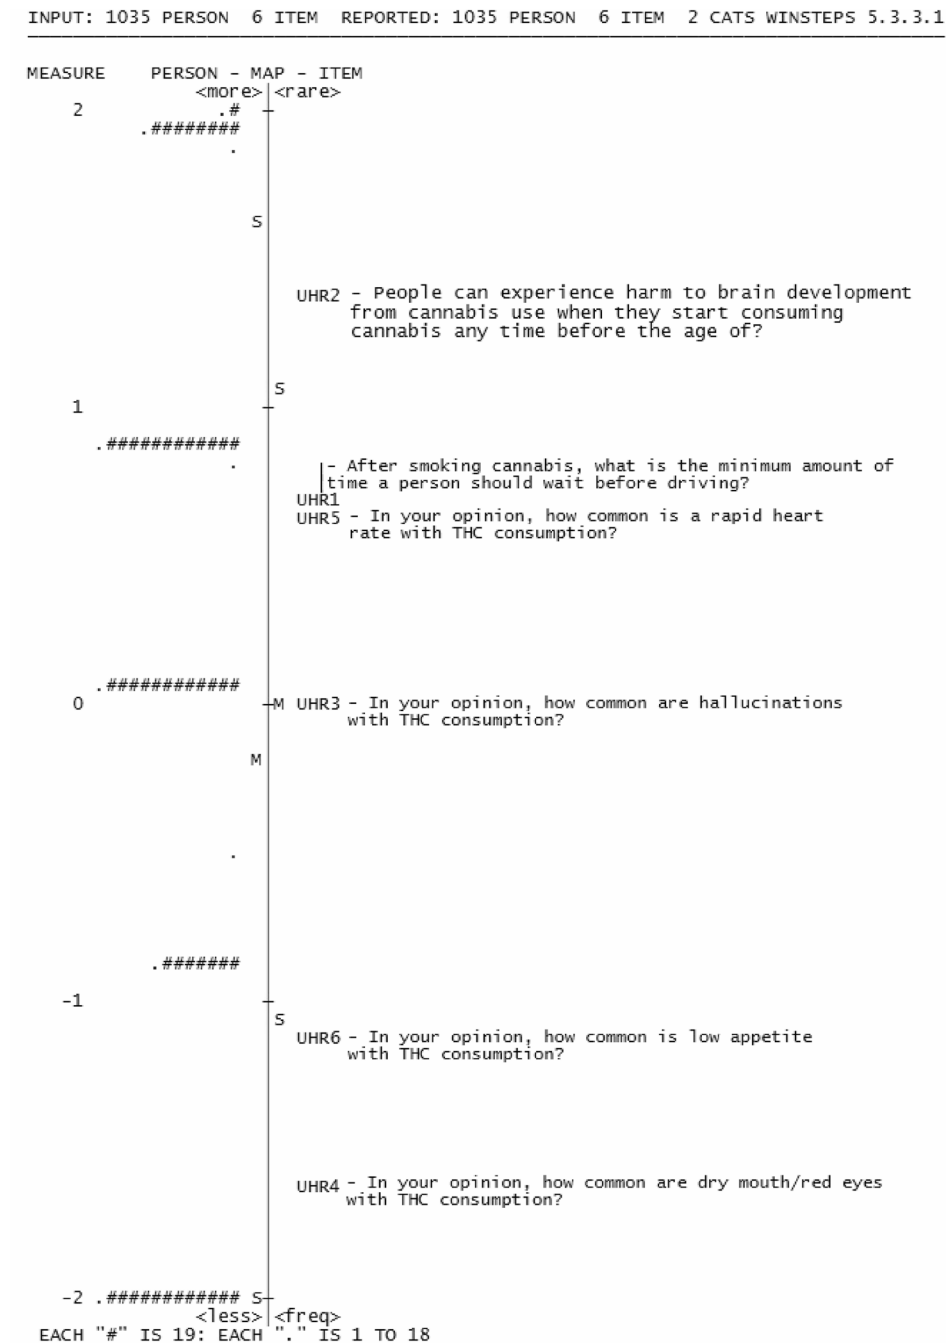 INPUT: 1035 PERSON 6 ITEM REPORTED: 1035 PERSON 6 ITEM 2 CATS WINSTEPS 5.3.3.1
MEASURE PERSON - MAP - ITEM
<more>|<rare>
2 .# +
.########
.
S
UHR2 - People can experience harm to brain development
from cannabis use when they start consuming
cannabis any time before the age of?
S
1 +
.############
. |- After smoking cannabis, what is the minimum amount of
|time a person should wait before driving?
UHR1
UHR5 - In your opinion, how common is a rapid heart
rate with THC consumption?
.############
0 +M UHR3 - In your opinion, how common are hallucinations
with THC consumption?
M
.
.#######
-1 +
S
UHR6 - In your opinion, how common is low appetite
with THC consumption?
UHR4 - In your opinion, how common are dry mouth/red eyes
with THC consumption?
-2 .############ S+
<less>|<freq>
EACH "#" IS 19: EACH "." IS 1 TO 18